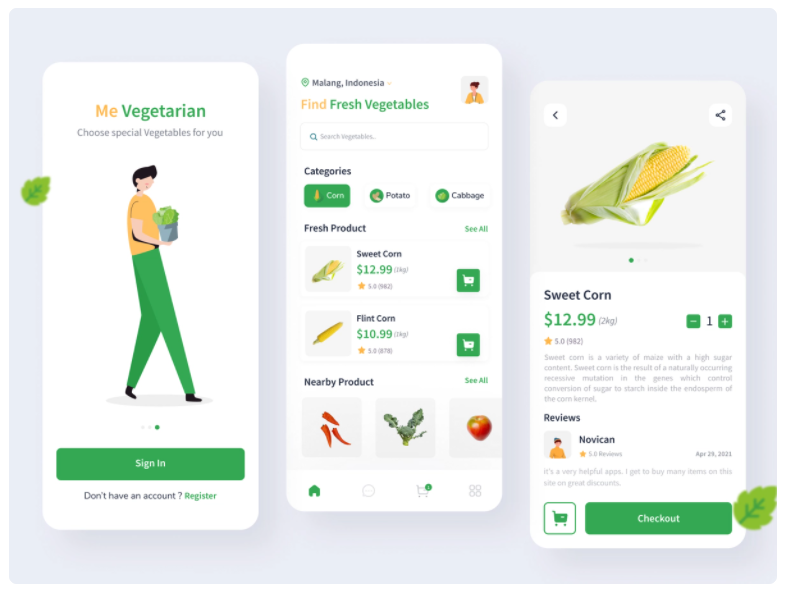 Me Vegetarian
Choose special Vegetables for you
Sign In
Don't have an account ? Register
Malang, Indonesia
Find Fresh Vegetables
Search Vegetables..
Categories
Corn
Potato
Cabbage
Fresh Product
See All
Sweet Corn
$12.99 (1kg)
5.0 (982)
Flint Corn
$10.99 (1kg)
5.0 (878)
Nearby Product
See All
1
Sweet Corn
$12.99 (2kg)
1
5.0 (982)
Sweet corn is a variety of maize with a high sugar
content. Sweet corn is the result of a naturally occurring
recessive mutation in the genes which control
conversion of sugar to starch inside the endosperm of
the corn kernel.
Reviews
Novican
5.0 Reviews
Apr 29, 2021
It's a very helpful apps. I get to buy many items on this
site on great discounts.
Checkout